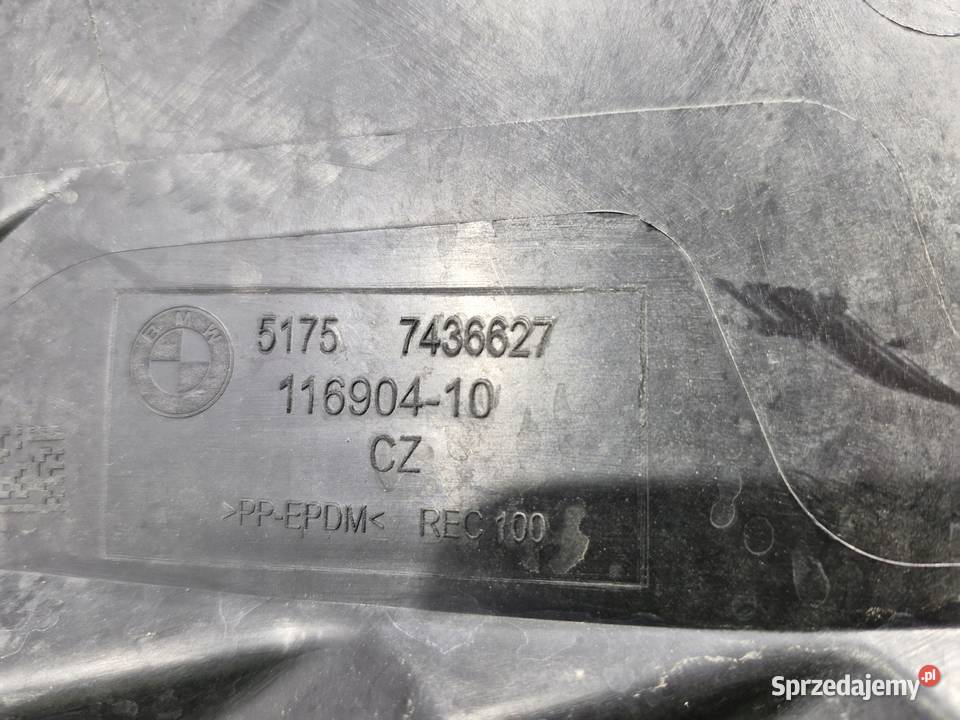 BMW
5175 7436627
116904-10
CZ
>PP-EPDM< REC 100
Sprzedajemy.pl